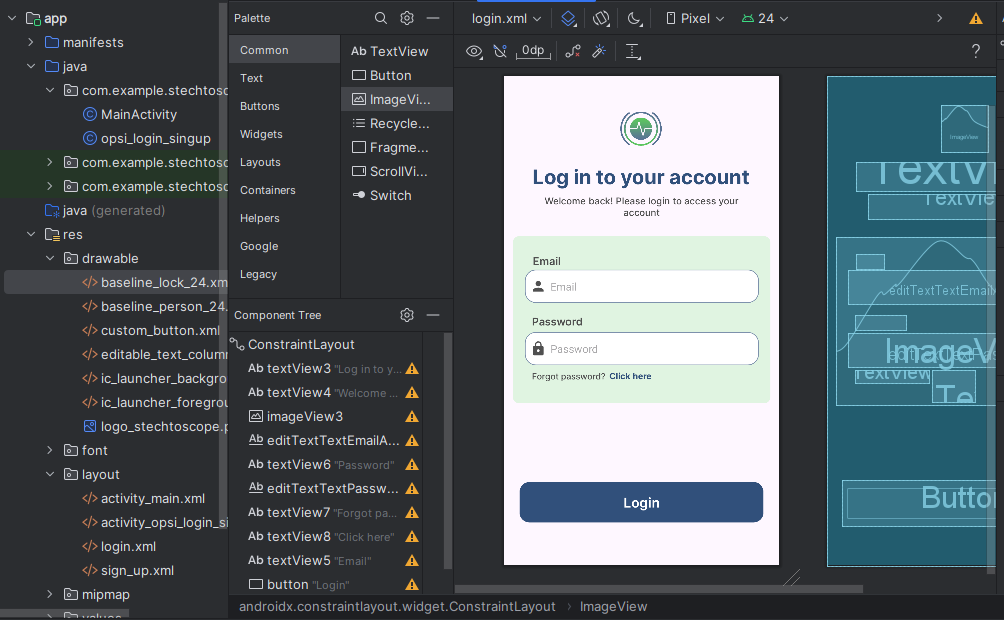 app
manifests
java
com.example.stechtosc
MainActivity
opsi_login_singup
com.example.stechtosc
com.example.stechtosc
java (generated)
res
drawable
baseline_lock_24.xm
baseline_person_24.
custom_button.xml
editable_text_column
ic_launcher_backgro
ic_launcher_foregrou
logo_stechtoscope.p
font
layout
activity_main.xml
activity_opsi_login_si
login.xml
sign_up.xml
mipmap
values
Palette
Common
Text
Buttons
Widgets
Layouts
Containers
Helpers
Google
Legacy
Ab TextView
Button
ImageVi...
Recycle...
Fragme...
ScrollVi...
Switch
Component Tree
ConstraintLayout
Ab textView3 "Log in to y...
Ab textView4 "Welcome ...
imageView3
Ab editTextTextEmailA...
Ab textView6 "Password"
Ab editTextTextPassw...
Ab textView7 "Forgot pa...
Ab textView8 "Click here"
Ab textView5 "Email"
button "Login"
login.xml
Pixel
24
0dp
?
Log in to your account
Welcome back! Please login to access your
account
Email
Email
Password
Password
Forgot password? Click here
Login
ImageView
TextV
TextVie
editTextTextEmail
ImageV
editTextTextPas
TextView
Te
Butto
androidx.constraintlayout.widget.ConstraintLayout › ImageView